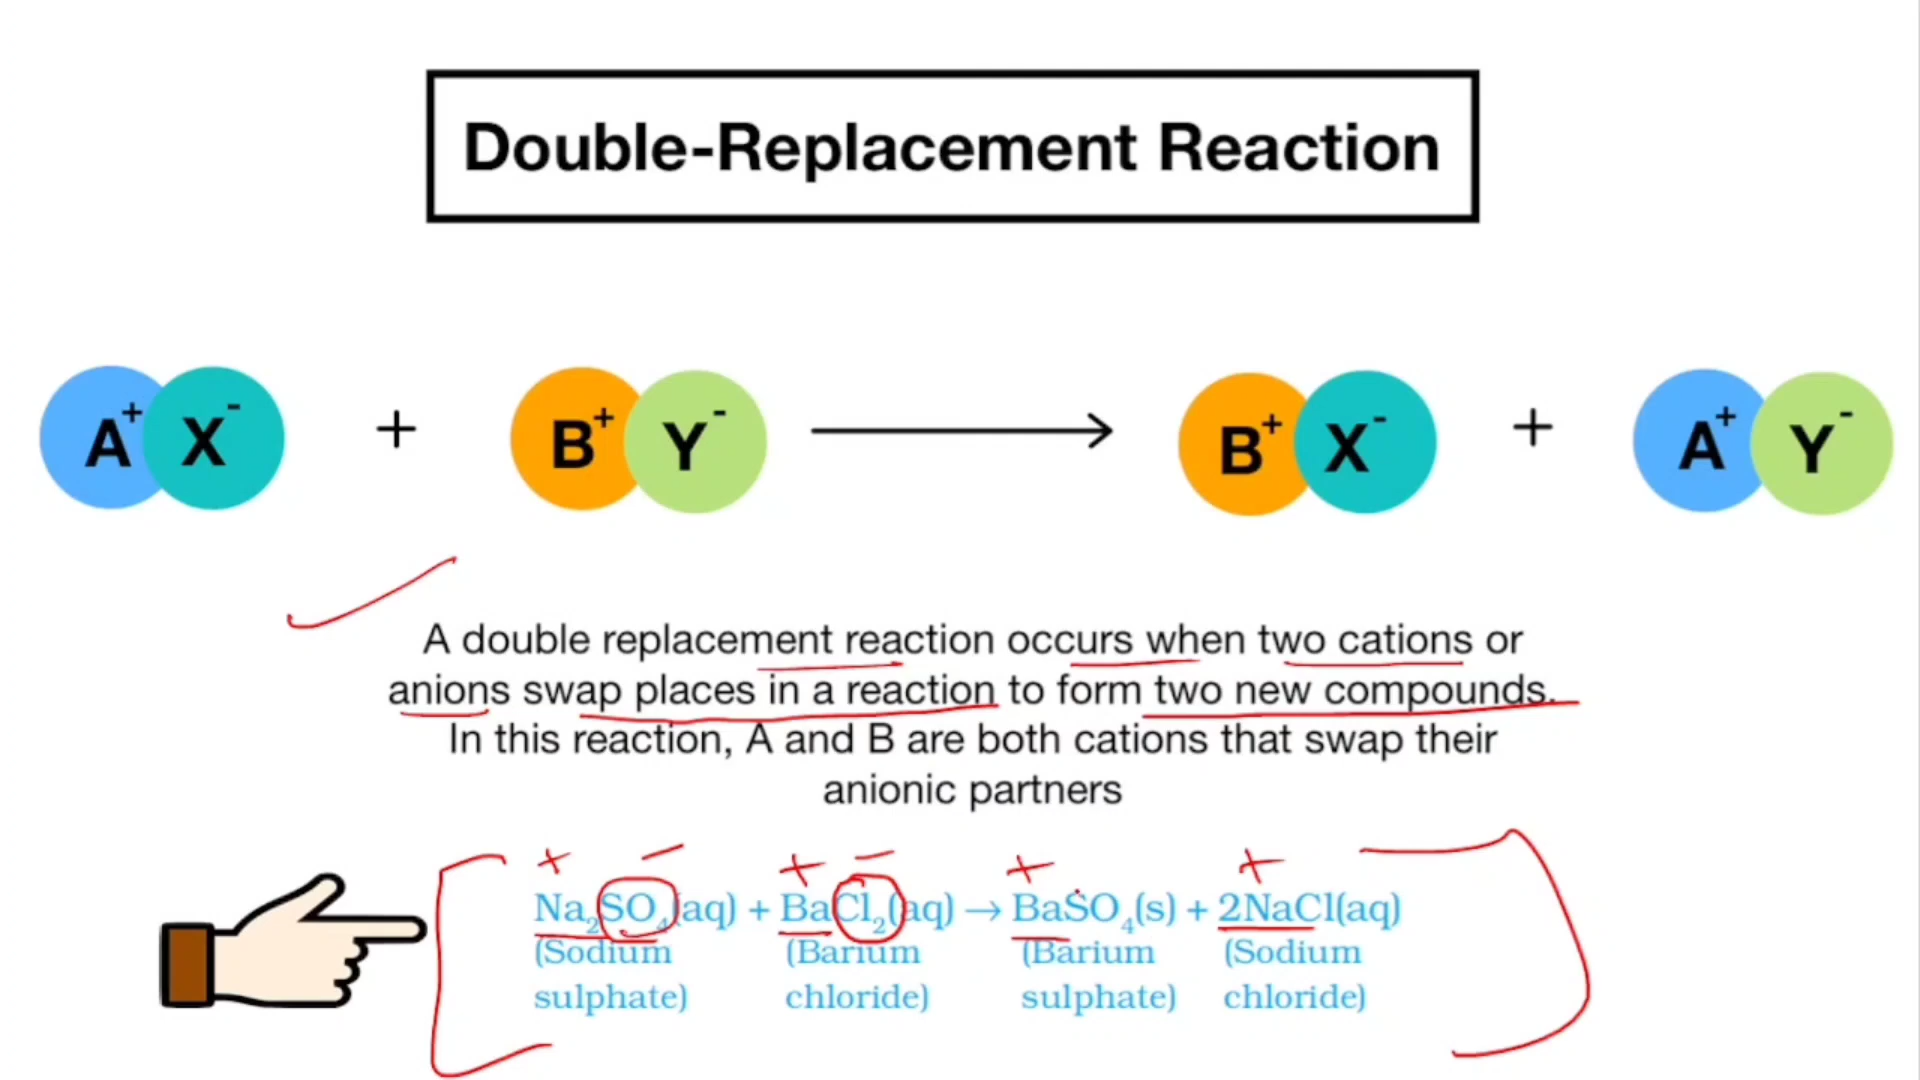 Double-Replacement Reaction
A⁺ X⁻ + B⁺ Y⁻ → B⁺ X⁻ + A⁺ Y⁻
A double replacement reaction occurs when two cations or
anions swap places in a reaction to form two new compounds.
In this reaction, A and B are both cations that swap their
anionic partners
+ − + − + +
Na₂SO₄(aq) + BaCl₂(aq) → BaSO₄(s) + 2NaCl(aq)
(Sodium (Barium (Barium (Sodium
sulphate) chloride) sulphate) chloride)